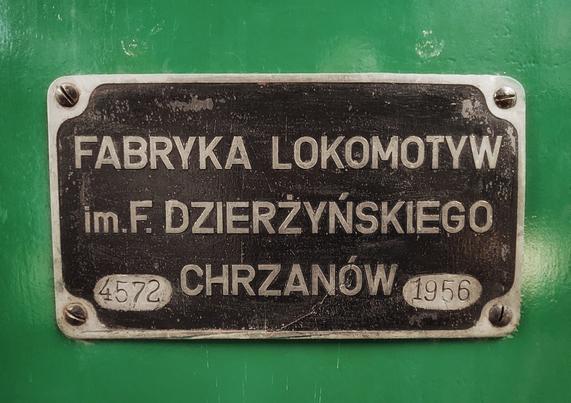 FABRYKA LOKOMOTYW
im.F. DZIERŻYŃSKIEGO
4572 CHRZANÓW 1956